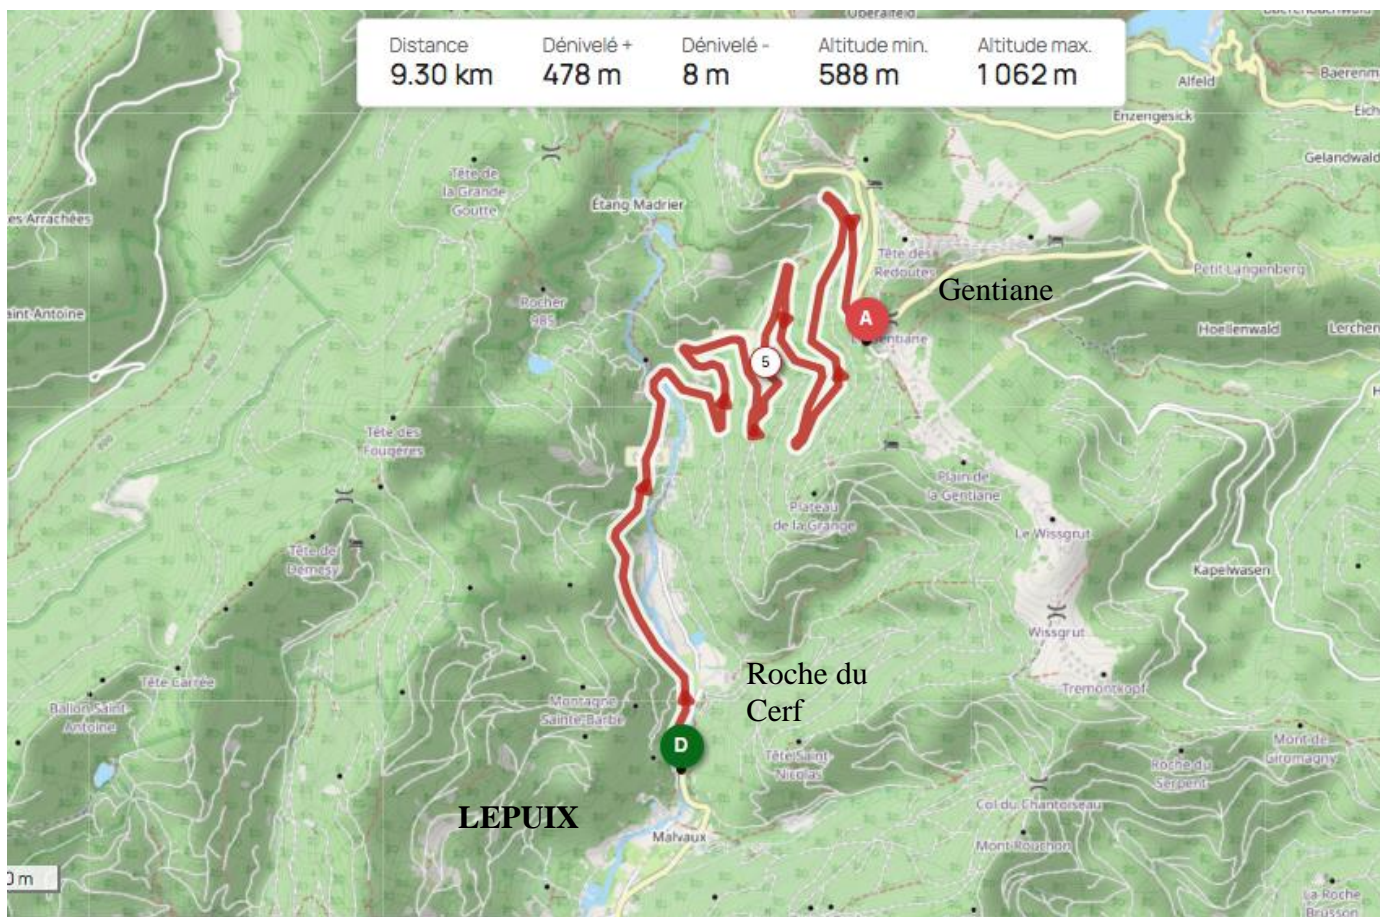 Oberalfeld
Distance Dénivelé + Dénivelé - Altitude min. Altitude max.
9.30 km 478 m 8 m 588 m 1 062 m
Alfeld
Enzengesick
Gelandwald
Tête de
la Grande
Goutte
Étang Madrier
es Arrachées
Tête des
Redoutes
Petit Langenberg
Gentiane
Rocher
985
aint-Antoine
A
Hoellenwald
5
Tête des
Fougères
Plain de
la Gentiane
Plateau
de la Grange
Le Wissgrut
Tête de
Demesy
Kapelwasen
Wissgrut
Roche du
Cerf
Tête Carrée
Tremontkopf
Ballon Saint-
Antoine
Montagne
Sainte-Barbe
D
Tête Saint-
Nicolas
Mont de
Giromagny
Roche du
Serpent
Col du Chantoiseau
LEPUIX
Malvaux
Mont Rouchon
0 m
La Roche
Brusson